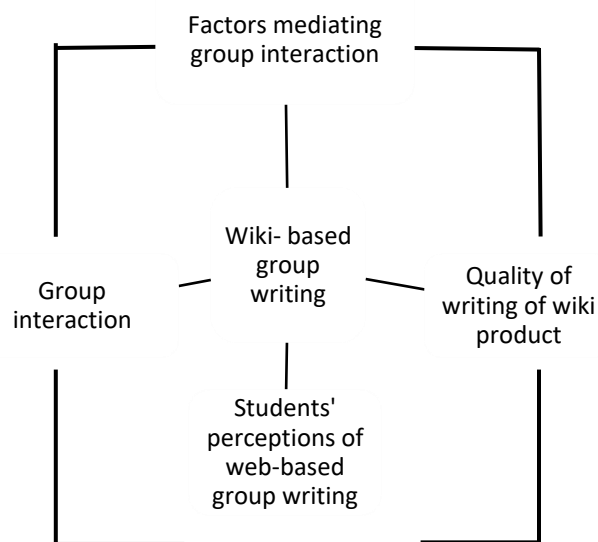 Factors mediating
group interaction
Wiki- based
group
writing
Group
interaction
Quality of
writing of wiki
product
Students'
perceptions of
web-based
group writing